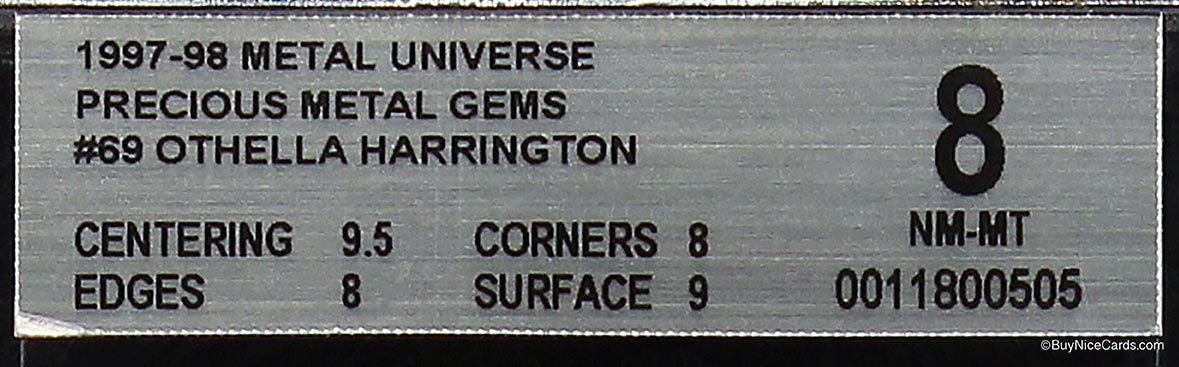 1997-98 METAL UNIVERSE
PRECIOUS METAL GEMS
#69 OTHELLA HARRINGTON
8
NM-MT
CENTERING 9.5 CORNERS 8
EDGES 8 SURFACE 9
0011800505
©BuyNiceCards.com